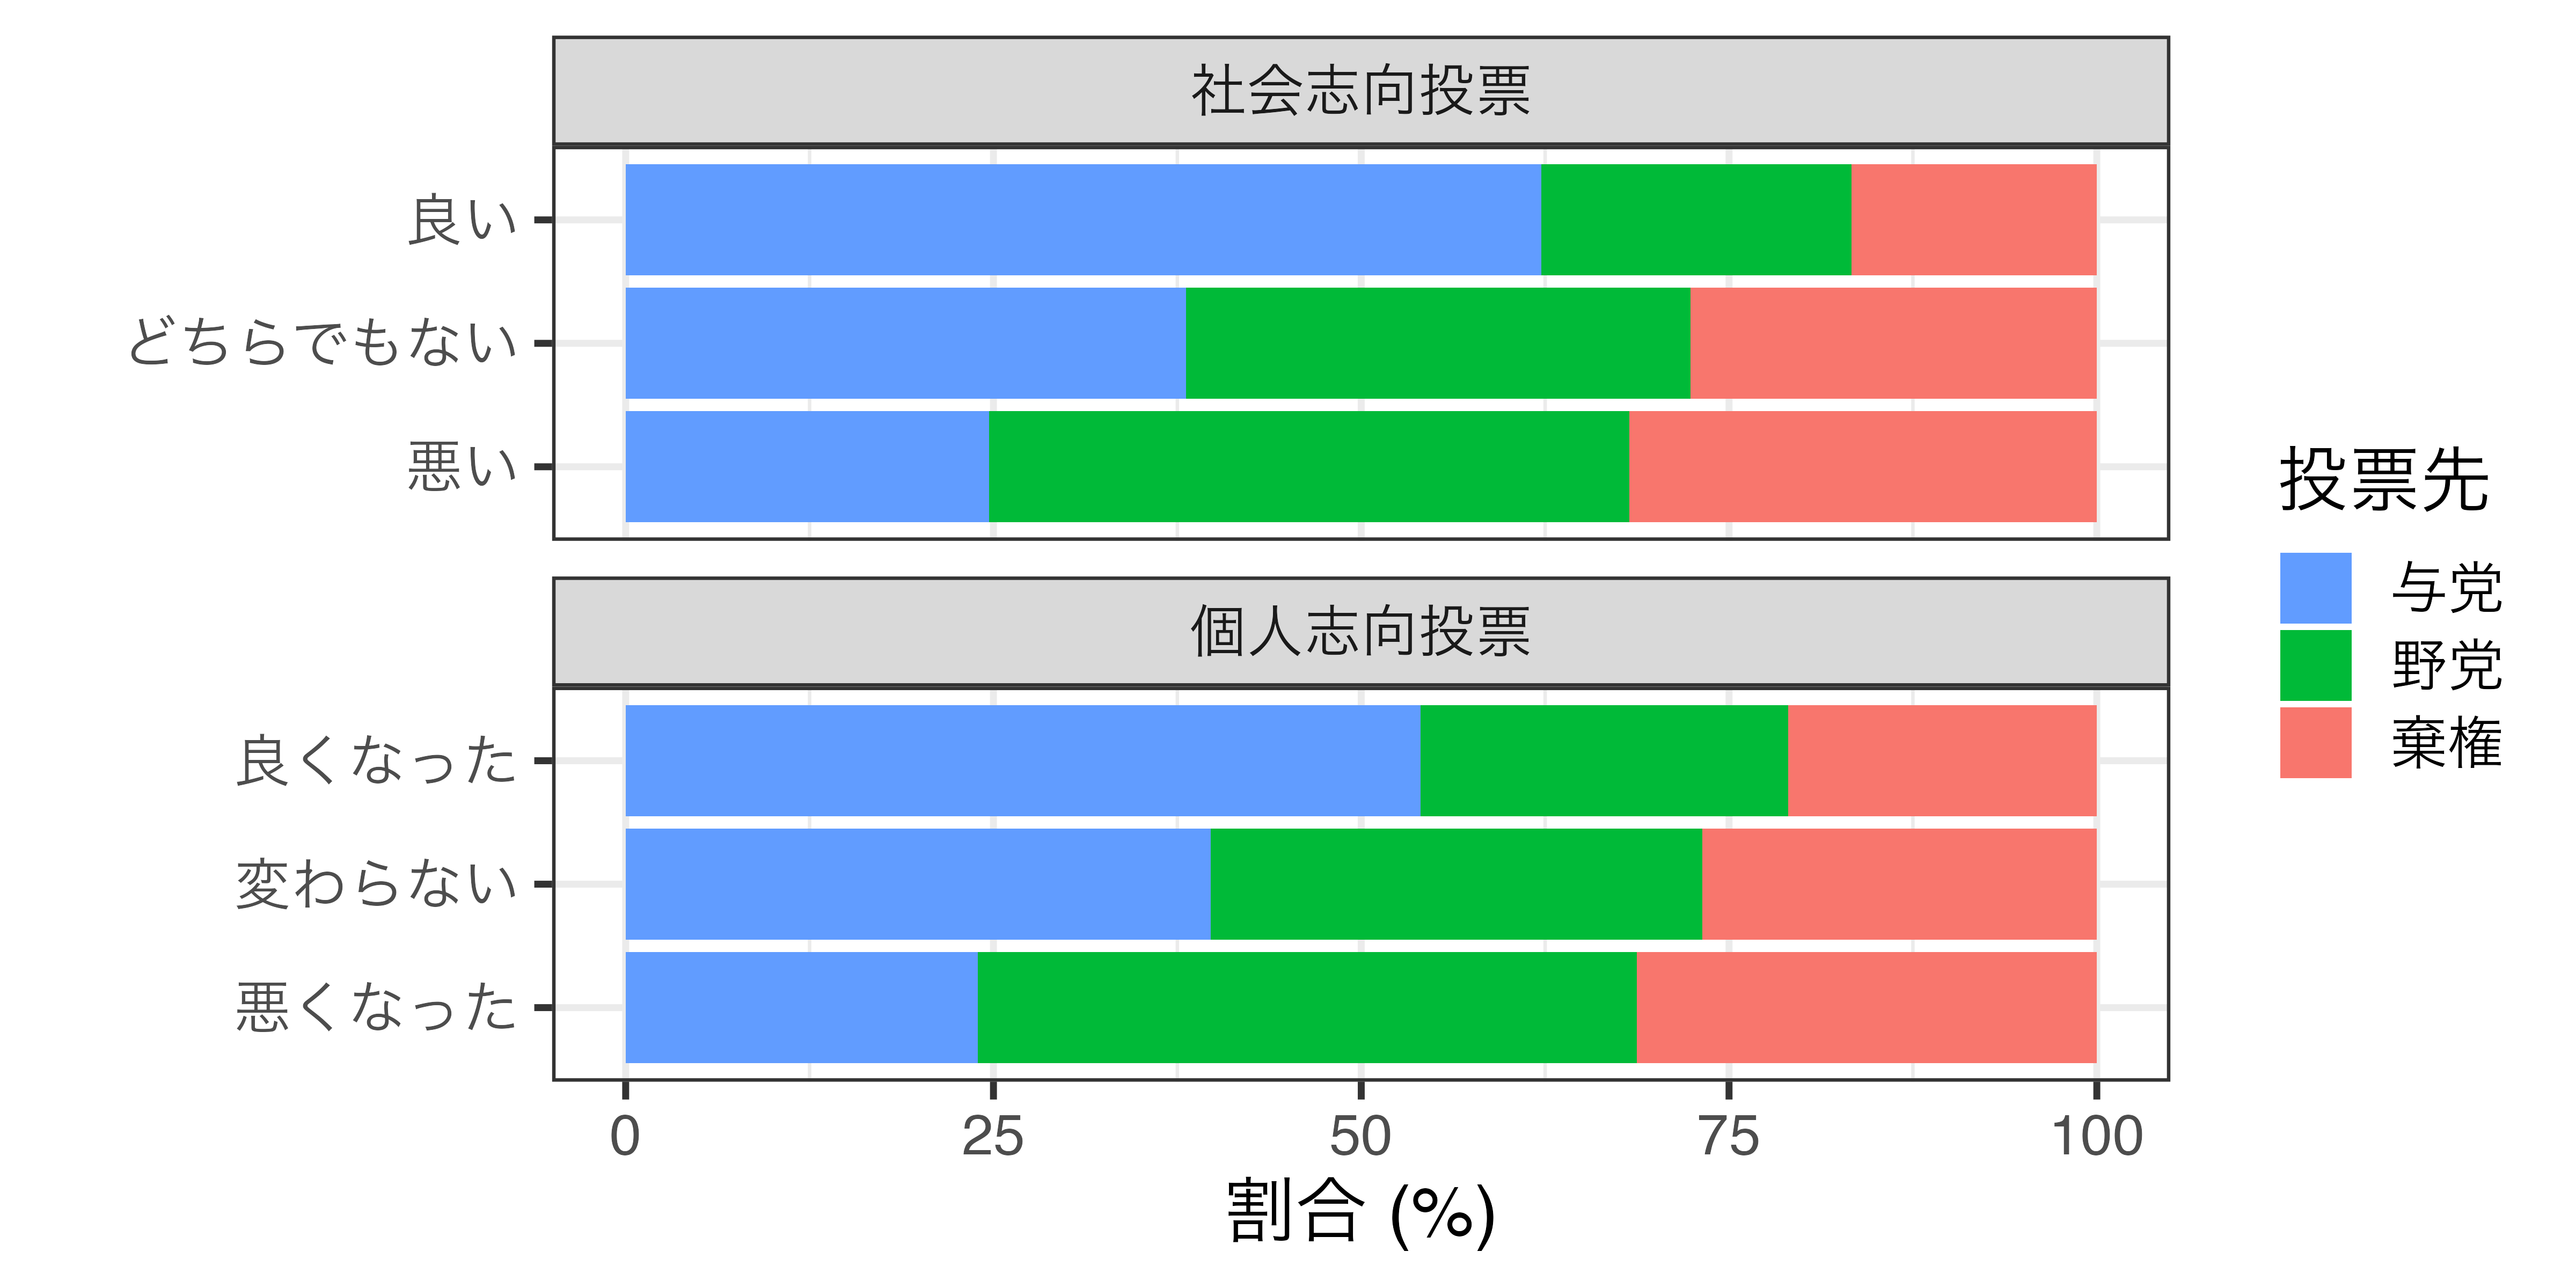 社会志向投票
良い
どちらでもない
悪い
個人志向投票
良くなった
変わらない
悪くなった
0 25 50 75 100
割合 (%)
投票先
与党
野党
棄権